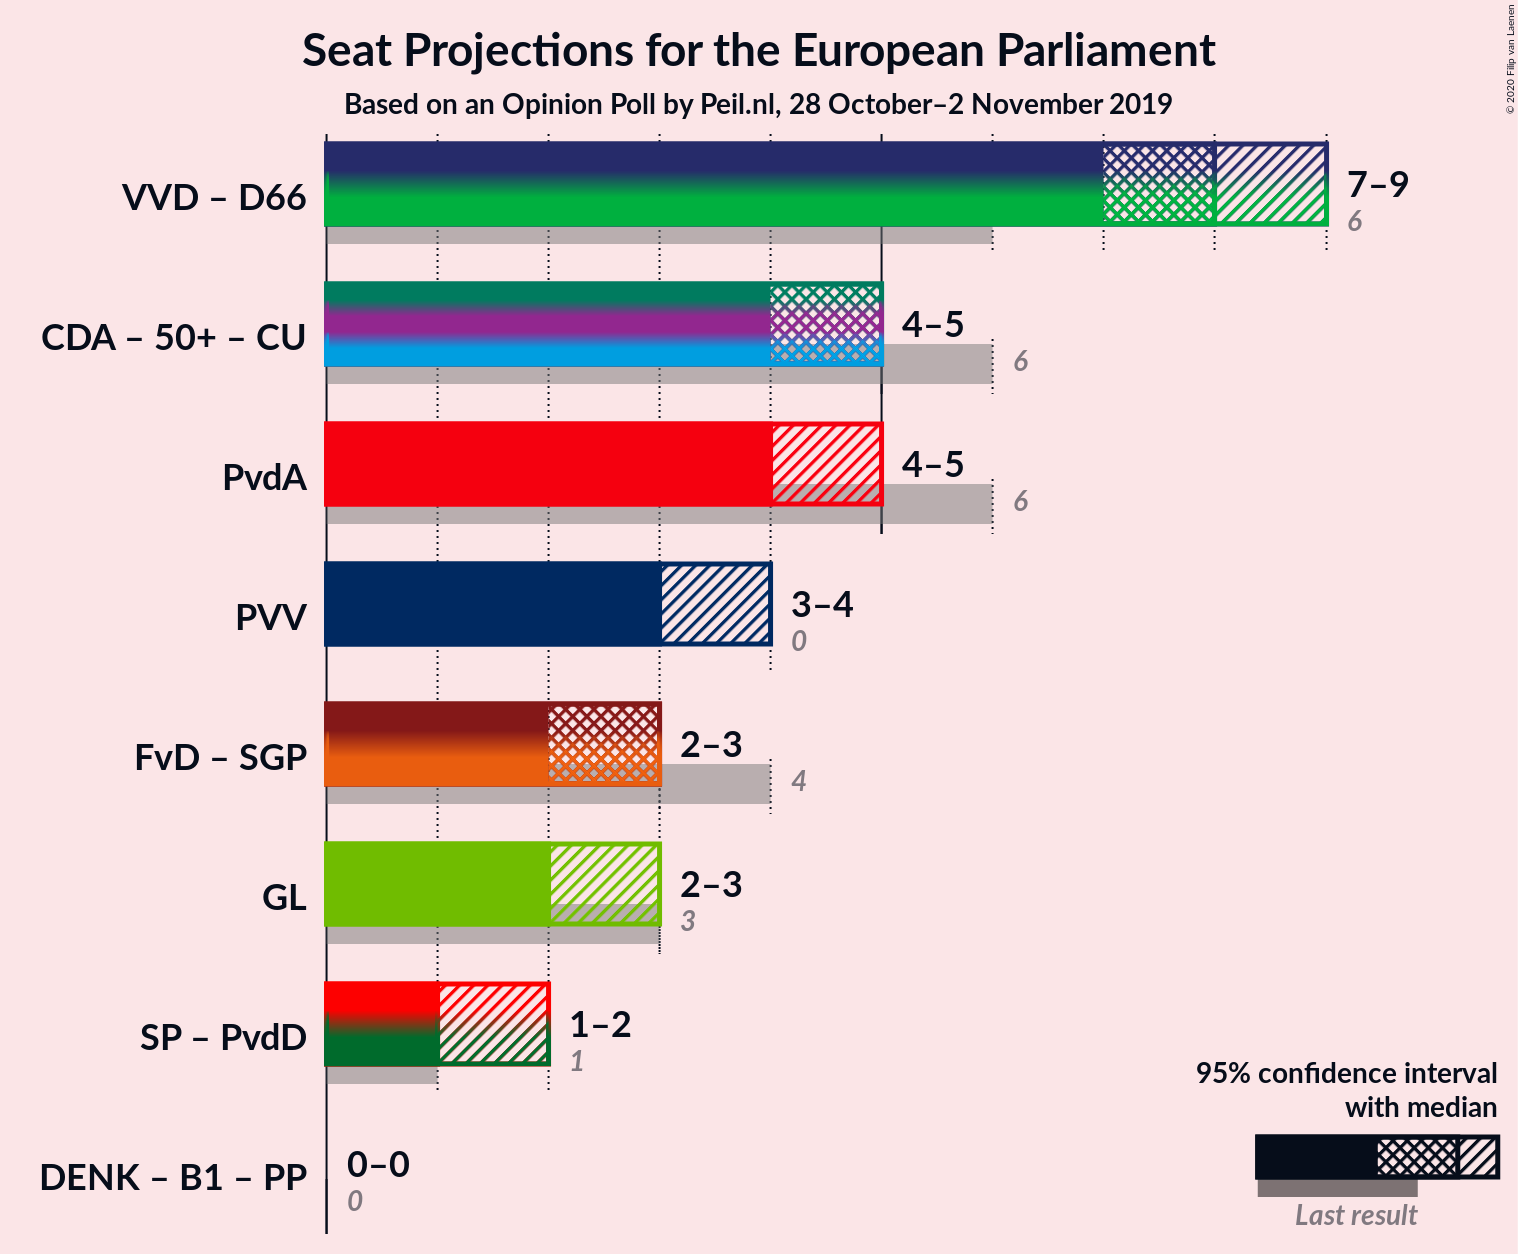 Seat Projections for the European Parliament
Based on an Opinion Poll by Peil.nl, 28 October–2 November 2019
© 2020 Filip van Laenen
VVD – D66
7–9
6
CDA – 50+ – CU
4–5
6
PvdA
4–5
6
PVV
3–4
0
FvD – SGP
2–3
4
GL
2–3
3
SP – PvdD
1–2
1
DENK – B1 – PP
0–0
0
95% confidence interval
with median
Last result